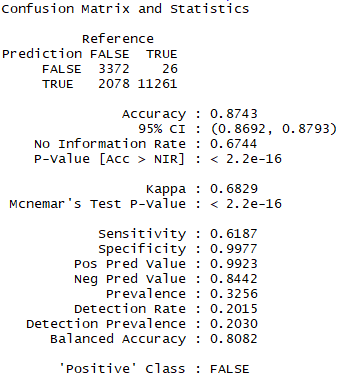 Confusion Matrix and Statistics
Reference
Prediction FALSE TRUE
FALSE 3372 26
TRUE 2078 11261
Accuracy : 0.8743
95% CI : (0.8692, 0.8793)
No Information Rate : 0.6744
P-Value [Acc > NIR] : < 2.2e-16
Kappa : 0.6829
Mcnemar's Test P-Value : < 2.2e-16
Sensitivity : 0.6187
Specificity : 0.9977
Pos Pred Value : 0.9923
Neg Pred Value : 0.8442
Prevalence : 0.3256
Detection Rate : 0.2015
Detection Prevalence : 0.2030
Balanced Accuracy : 0.8082
'Positive' Class : FALSE